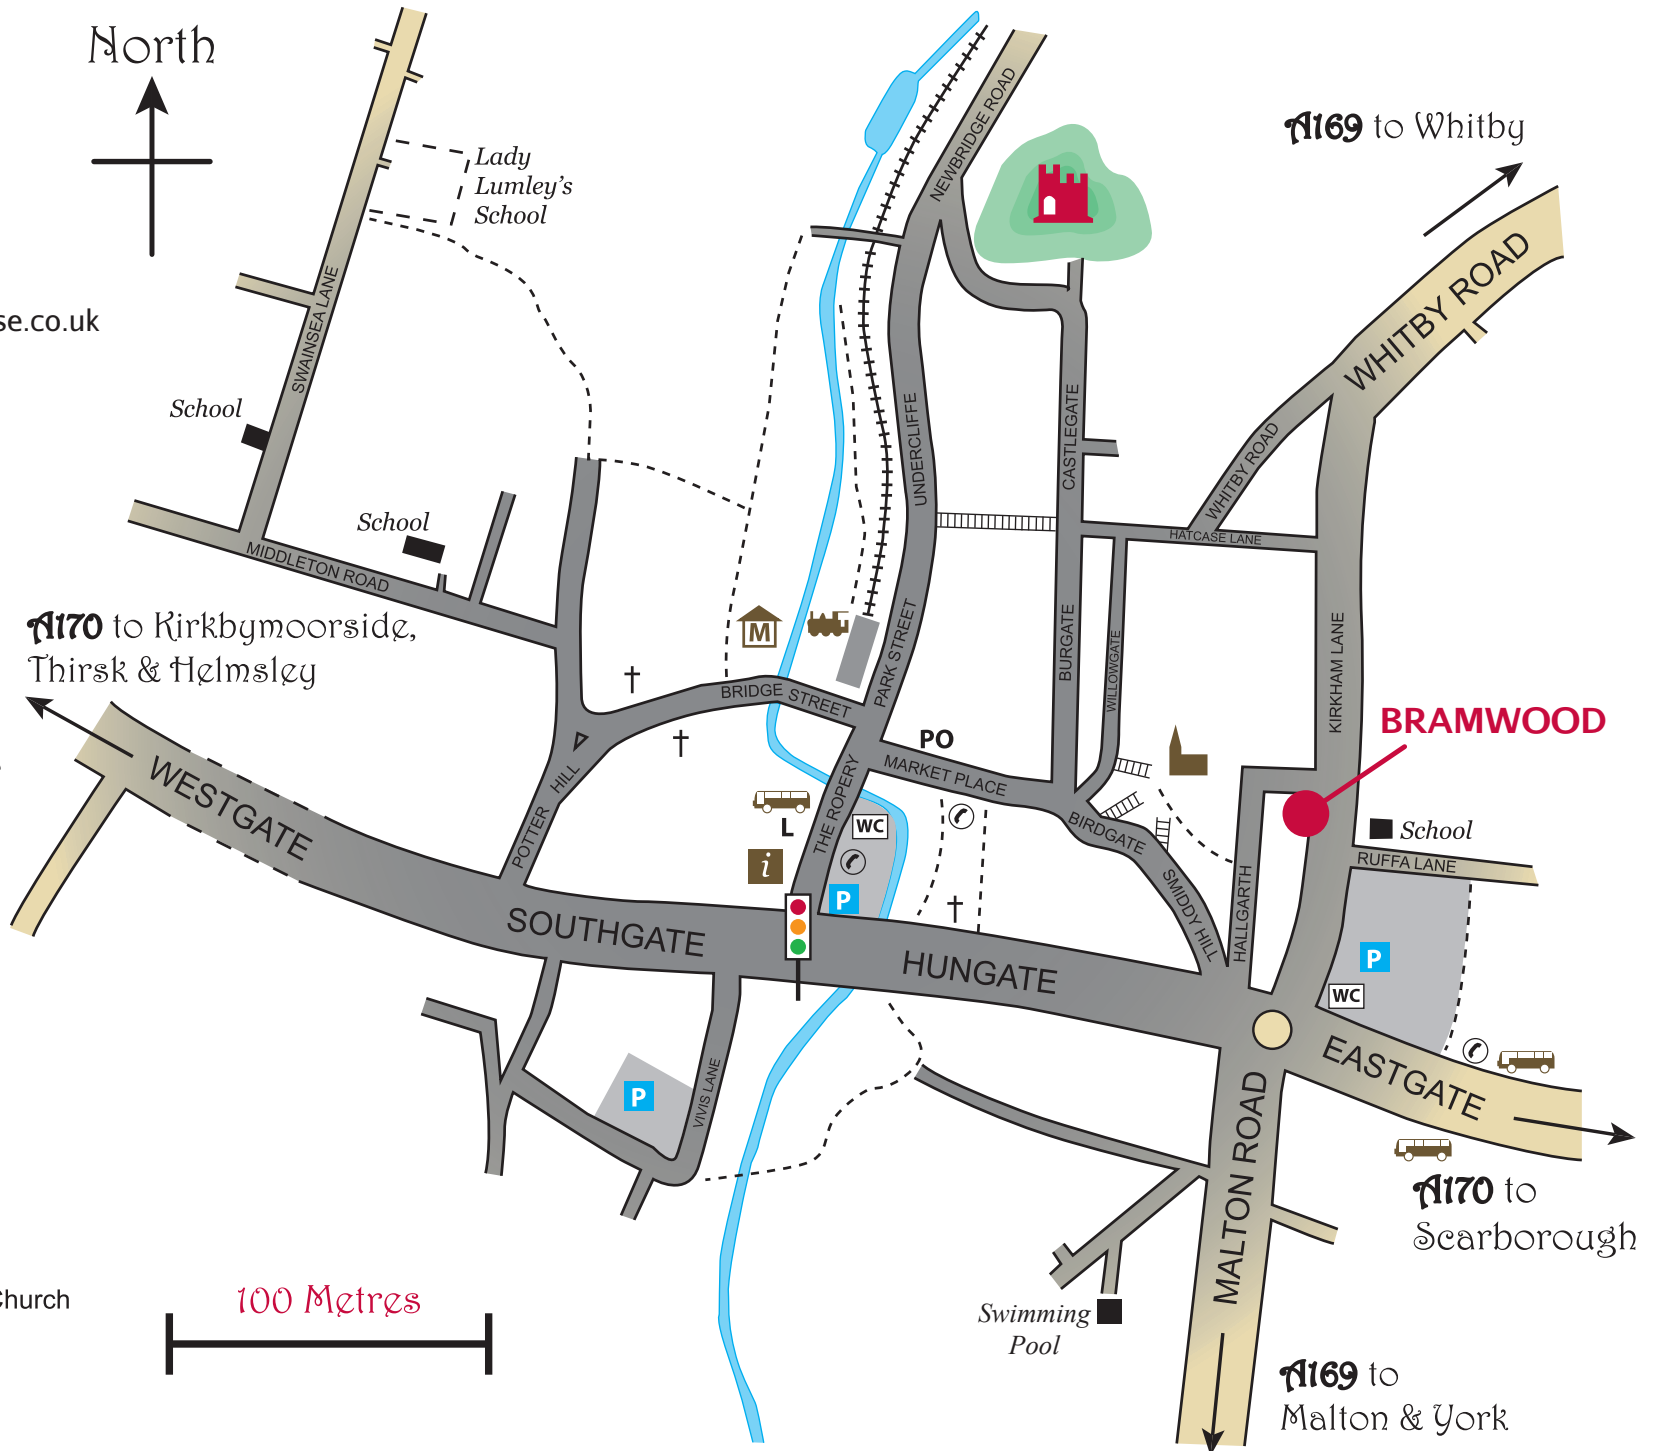 North
A169 to Whitby
Lady
Lumley's
School
NEWBRIDGE ROAD
se.co.uk
SWAINSEA LANE
WHITBY ROAD
School
UNDERCLIFFE
CASTLEGATE
WHITBY ROAD
School
HATCASE LANE
MIDDLETON ROAD
A170 to Kirkbymoorside,
Thirsk & Helmsley
M
PARK STREET
BURGATE
WILLOWGATE
KIRKHAM LANE
BRIDGE STREET
BRAMWOOD
PO
MARKET PLACE
WESTGATE
POTTER HILL
THE ROPERY
L
WC
i
P
BIRDGATE
School
RUFFA LANE
SMIDDY HILL
HALLGARTH
SOUTHGATE
HUNGATE
P
WC
EASTGATE
P
VIVIS LANE
MALTON ROAD
A170 to
Scarborough
Church
100 Metres
Swimming
Pool
A169 to
Malton & York